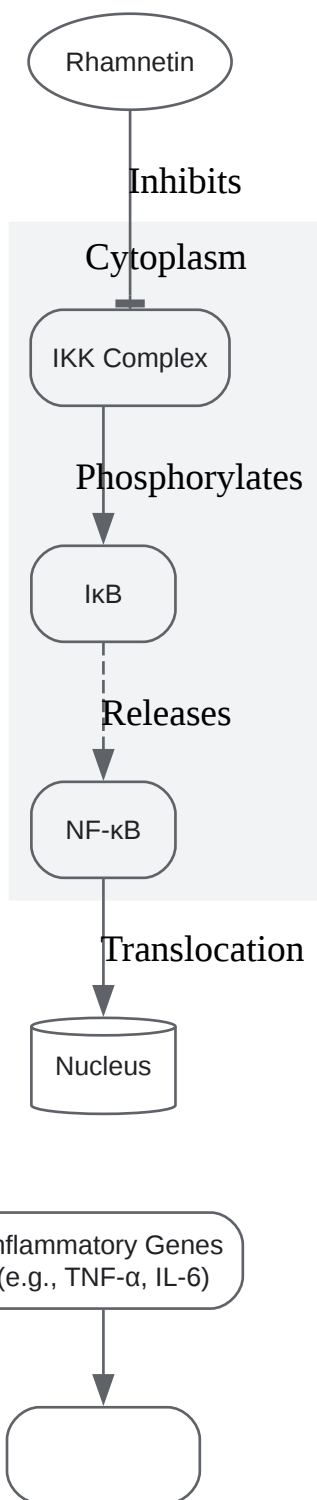 Rhamnetin
Inhibits
Cytoplasm
IKK Complex
Phosphorylates
IκB
Releases
NF-κB
Translocation
Nucleus
nflammatory Genes
(e.g., TNF-α, IL-6)